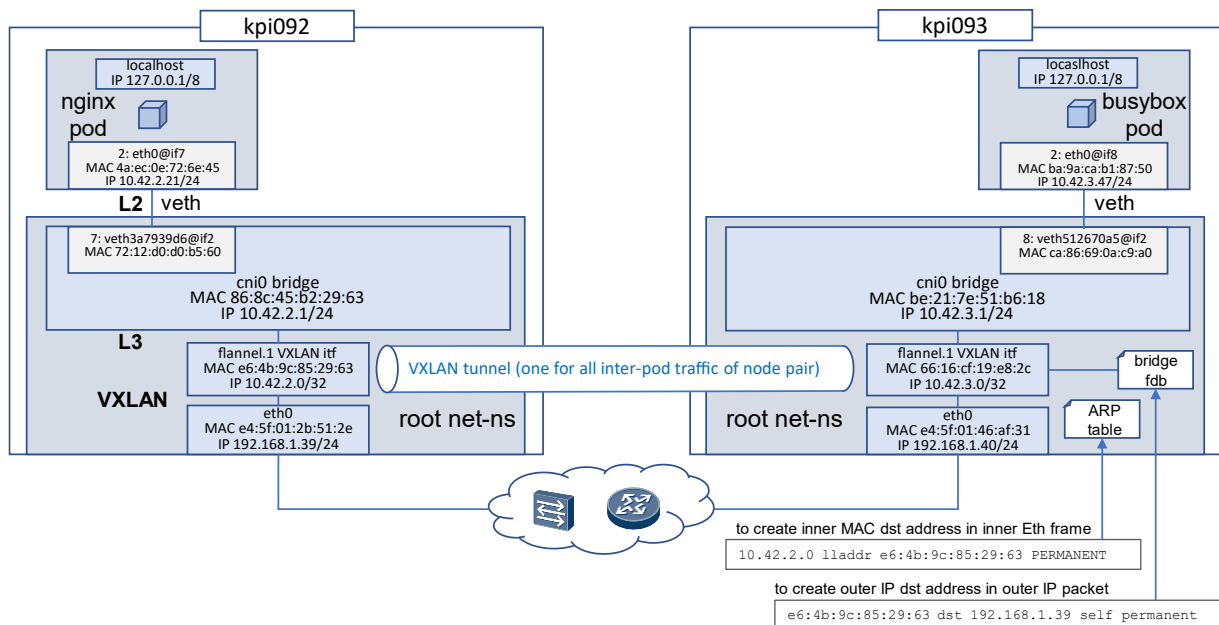 kpi092
localhost
IP 127.0.0.1/8
nginx
pod
2: eth0@if7
MAC 4a:ec:0e:72:6e:45
IP 10.42.2.21/24
L2
veth
7: veth3a7939d6@if2
MAC 72:12:d0:d0:b5:60
cni0 bridge
MAC 86:8c:45:b2:29:63
IP 10.42.2.1/24
L3
flannel.1 VXLAN itf
MAC e6:4b:9c:85:29:63
IP 10.42.2.0/32
VXLAN
eth0
MAC e4:5f:01:2b:51:2e
IP 192.168.1.39/24
root net-ns
VXLAN tunnel (one for all inter-pod traffic of node pair)
kpi093
locaslhost
IP 127.0.0.1/8
busybox
pod
2: eth0@if8
MAC ba:9a:ca:b1:87:50
IP 10.42.3.47/24
veth
8: veth512670a5@if2
MAC ca:86:69:0a:c9:a0
cni0 bridge
MAC be:21:7e:51:b6:18
IP 10.42.3.1/24
flannel.1 VXLAN itf
MAC 66:16:cf:19:e8:2c
IP 10.42.3.0/32
bridge
fdb
root net-ns
eth0
MAC e4:5f:01:46:af:31
IP 192.168.1.40/24
ARP
table
to create inner MAC dst address in inner Eth frame
10.42.2.0 lladdr e6:4b:9c:85:29:63 PERMANENT
to create outer IP dst address in outer IP packet
e6:4b:9c:85:29:63 dst 192.168.1.39 self permanent